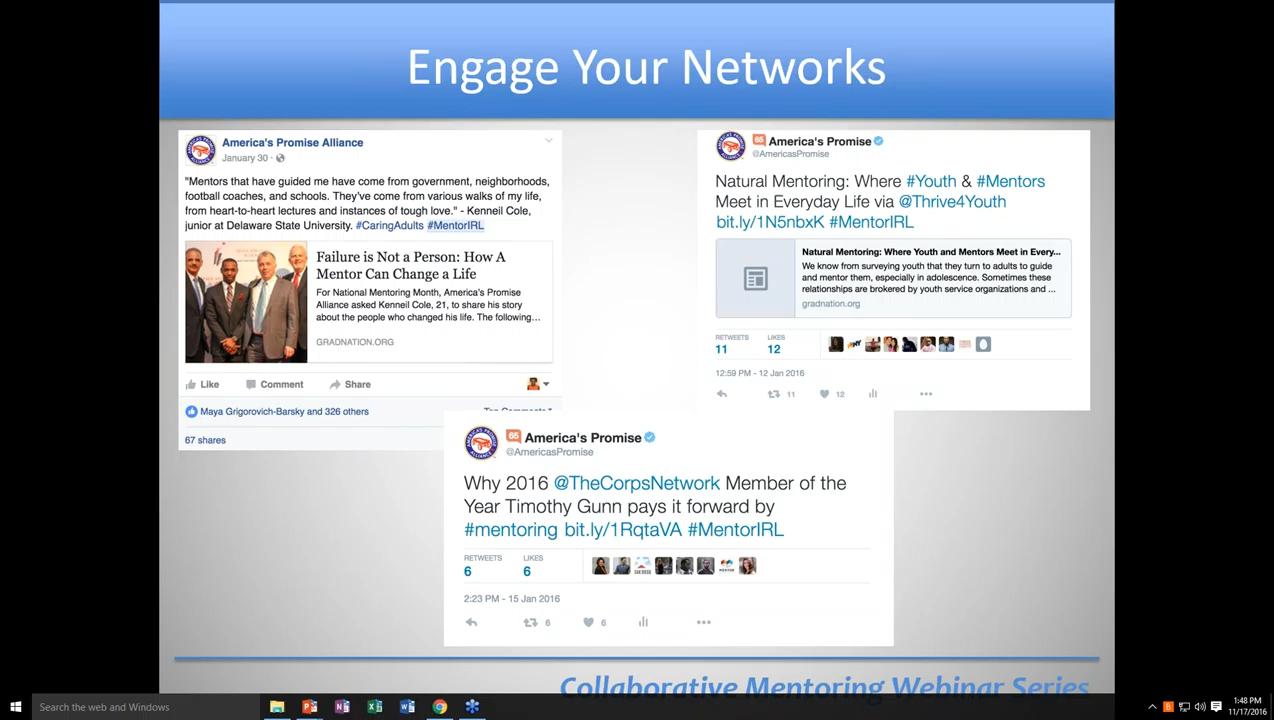 Engage Your Networks
America's Promise Alliance
January 30 ·
"Mentors that have guided me have come from government, neighborhoods,
football coaches, and schools. They've come from various walks of my life,
from heart-to-heart lectures and instances of tough love." - Kenneil Cole,
junior at Delaware State University. #CaringAdults #MentorIRL
Failure is Not a Person: How A
Mentor Can Change a Life
For National Mentoring Month, America's Promise
Alliance asked Kenneil Cole, 21, to share his story
about the people who changed his life. The following...
GRADNATION.ORG
Like Comment Share
Maya Grigorovich-Barsky and 326 others
Top Comments
67 shares
65 America's Promise
@AmericasPromise
Natural Mentoring: Where #Youth & #Mentors
Meet in Everyday Life via @Thrive4Youth
bit.ly/1N5nbxK #MentorIRL
Natural Mentoring: Where Youth and Mentors Meet in Every...
We know from surveying youth that they turn to adults to guide
and mentor them, especially in adolescence. Sometimes these
relationships are brokered by youth service organizations and ...
gradnation.org
RETWEETS LIKES
11 12
12:59 PM - 12 Jan 2016
11 12
65 America's Promise
@AmericasPromise
Why 2016 @TheCorpsNetwork Member of the
Year Timothy Gunn pays it forward by
#mentoring bit.ly/1RqtaVA #MentorIRL
RETWEETS LIKES
6 6
2:23 PM - 15 Jan 2016
6 6
Collaborative Mentoring Webinar Series
Search the web and Windows
1:48 PM
11/17/2016